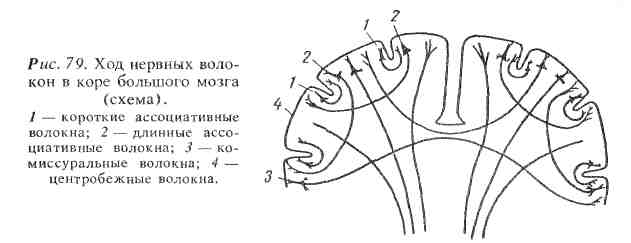 Рис. 79. Ход нервных воло-
кон в коре большого мозга
(схема).
1 — короткие ассоциативные
волокна; 2 — длинные ассо-
циативные волокна; 3 — ко-
миссуральные волокна; 4 —
центробежные волокна.
1 2
2
1
4
3